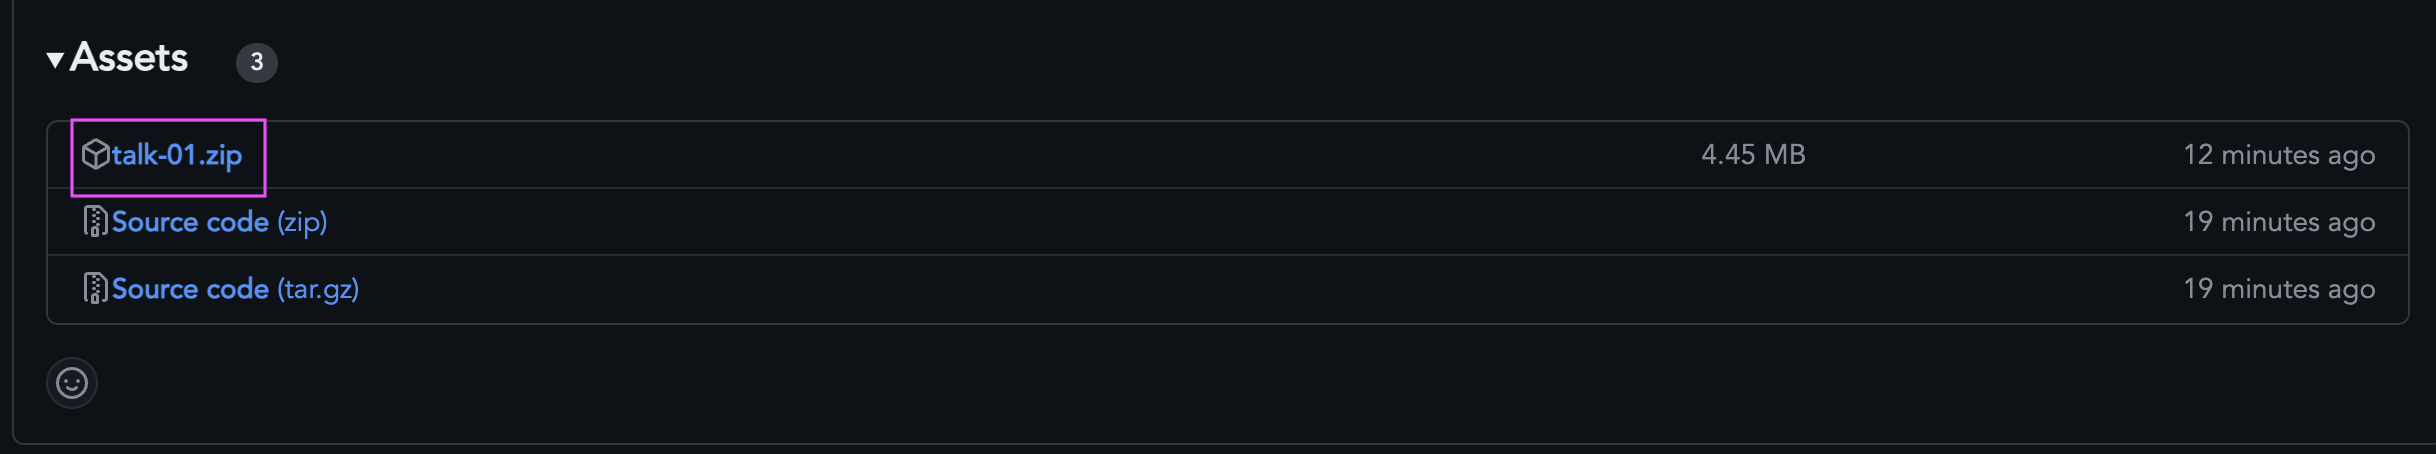 Assets 3
talk-01.zip 4.45 MB 12 minutes ago
Source code (zip) 19 minutes ago
Source code (tar.gz) 19 minutes ago